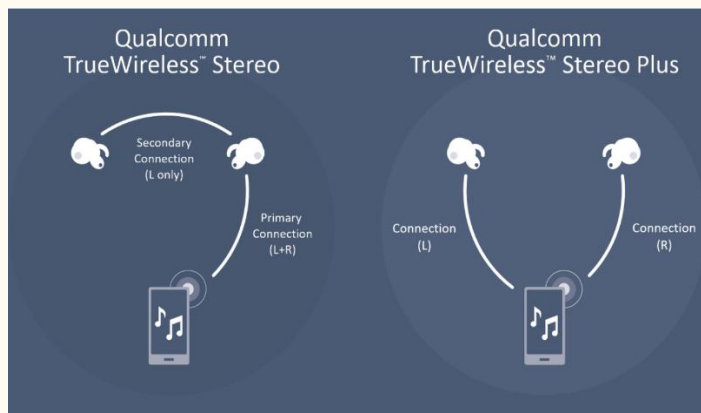 Qualcomm
TrueWireless™ Stereo
Secondary
Connection
(L only)
Primary
Connection
(L+R)
Qualcomm
TrueWireless™ Stereo Plus
Connection
(L)
Connection
(R)